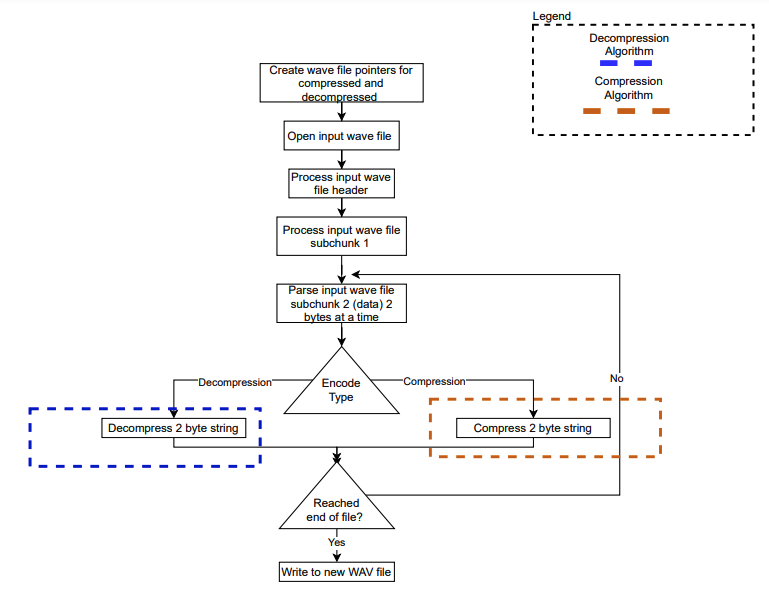 Legend
Decompression
Algorithm
Compression
Algorithm
Create wave file pointers for
compressed and
decompressed
Open input wave file
Process input wave
file header
Process input wave file
subchunk 1
Parse input wave file
subchunk 2 (data) 2
bytes at a time
Encode
Type
Decompression
Compression
No
Decompress 2 byte string
Compress 2 byte string
Reached
end of file?
Yes
Write to new WAV file